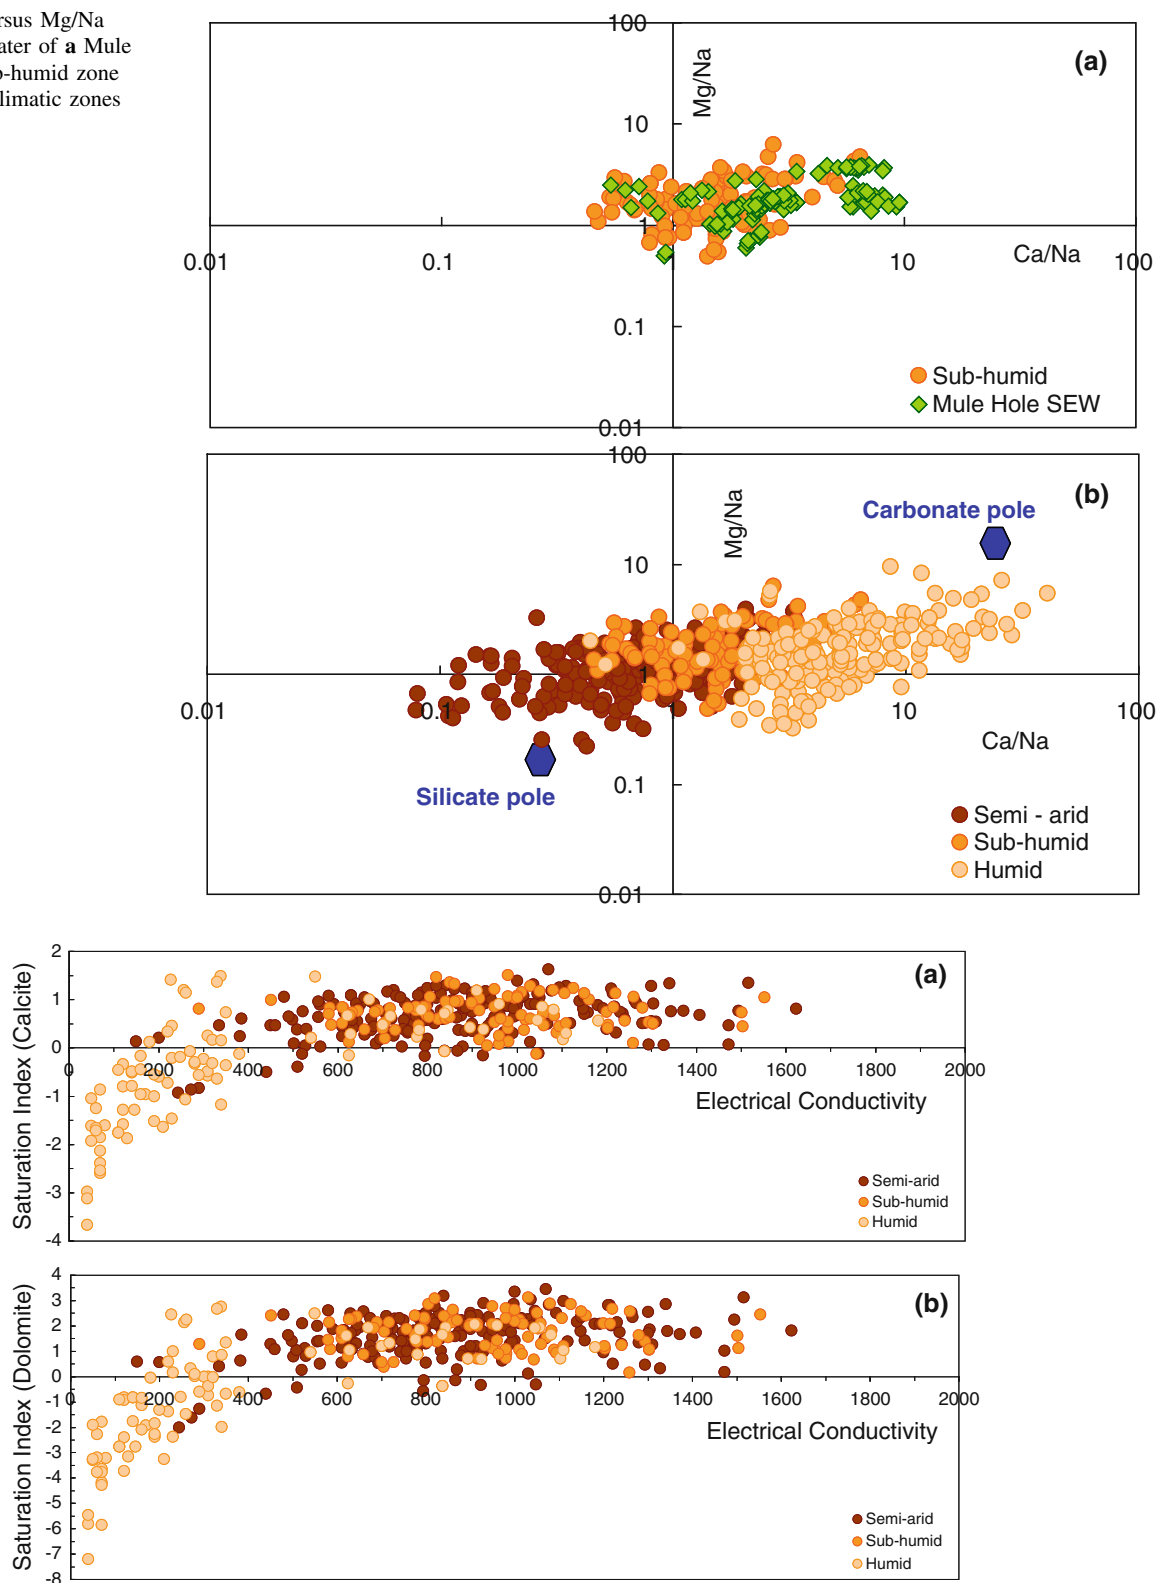 rsus Mg/Na
ater of a Mule
b-humid zone
limatic zones
100
(a)
Mg/Na
10
1
0.01
0.1
1
10
100
Ca/Na
0.1
Sub-humid
Mule Hole SEW
0.01
100
(b)
Carbonate pole
Mg/Na
10
1
0.01
0.1
1
10
100
Ca/Na
0.1
Silicate pole
Semi - arid
Sub-humid
Humid
0.01
Saturation Index (Calcite)
2
(a)
1
0
0
200
400
600
800
1000
1200
1400
1600
1800
2000
-1
Electrical Conductivity
-2
-3
-4
Semi-arid
Sub-humid
Humid
Saturation Index (Dolomite)
4
(b)
3
2
1
0
0
200
400
600
800
1000
1200
1400
1600
1800
2000
-1
-2
Electrical Conductivity
-3
-4
-5
-6
-7
-8
Semi-arid
Sub-humid
Humid